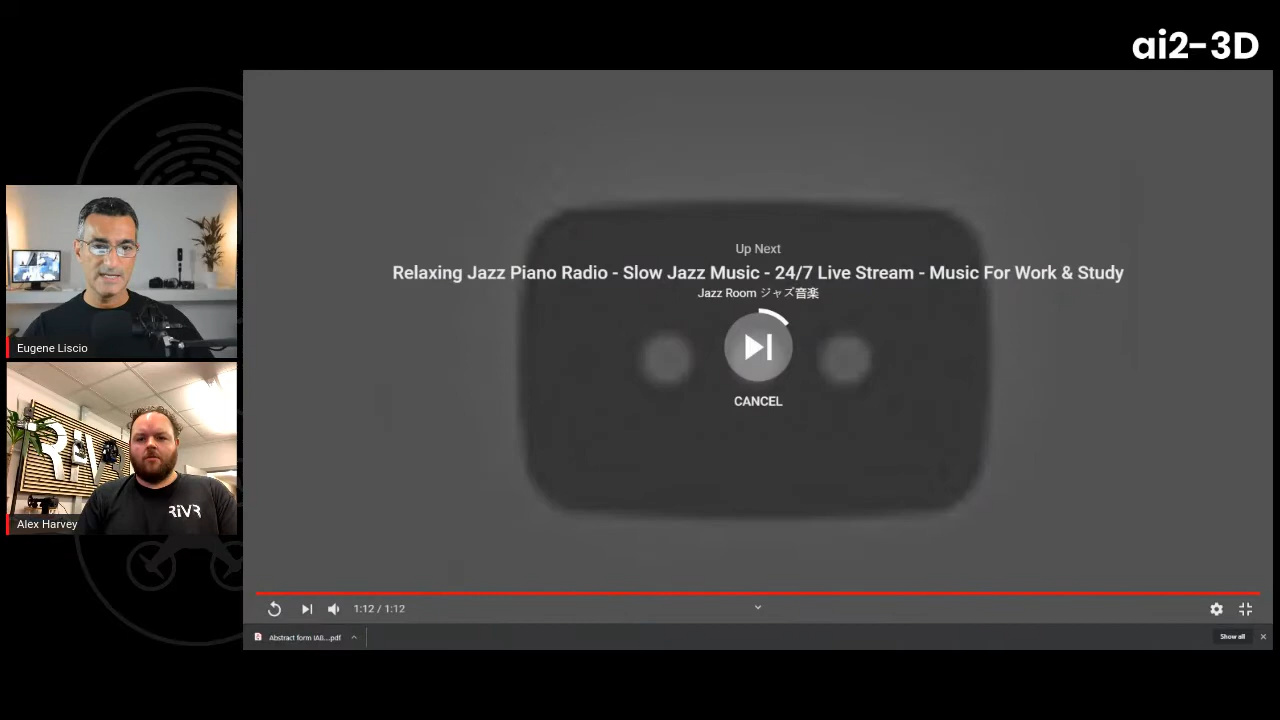 ai2-3D
Up Next
Relaxing Jazz Piano Radio - Slow Jazz Music - 24/7 Live Stream - Music For Work & Study
Jazz Room ジャズ音楽
CANCEL
Eugene Liscio
RiVR
RiVR
Alex Harvey
1:12 / 1:12
Abstract form IAB....pdf
Show all